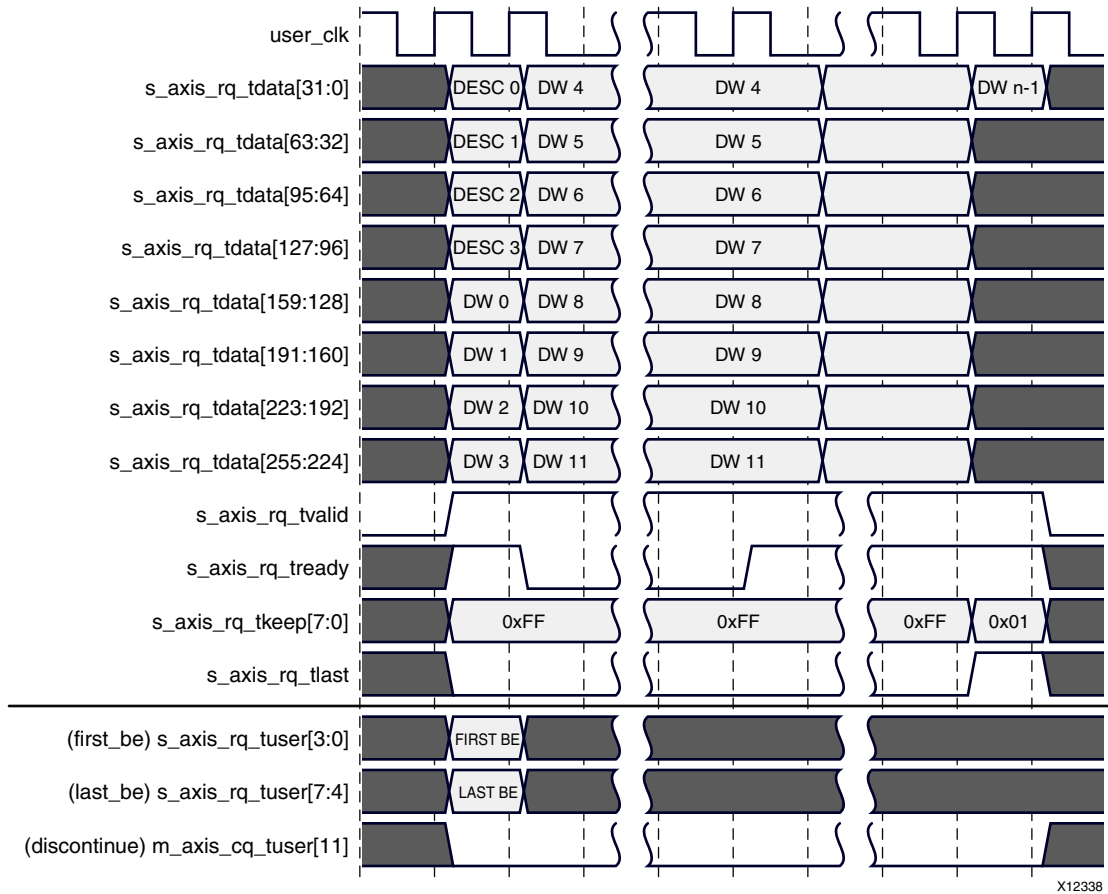 user_clk
s_axis_rq_tdata[31:0] DESC 0 DW 4 DW 4 DW n-1
s_axis_rq_tdata[63:32] DESC 1 DW 5 DW 5
s_axis_rq_tdata[95:64] DESC 2 DW 6 DW 6
s_axis_rq_tdata[127:96] DESC 3 DW 7 DW 7
s_axis_rq_tdata[159:128] DW 0 DW 8 DW 8
s_axis_rq_tdata[191:160] DW 1 DW 9 DW 9
s_axis_rq_tdata[223:192] DW 2 DW 10 DW 10
s_axis_rq_tdata[255:224] DW 3 DW 11 DW 11
s_axis_rq_tvalid
s_axis_rq_tready
s_axis_rq_tkeep[7:0] 0xFF 0xFF 0xFF 0x01
s_axis_rq_tlast
(first_be) s_axis_rq_tuser[3:0] FIRST BE
(last_be) s_axis_rq_tuser[7:4] LAST BE
(discontinue) m_axis_cq_tuser[11]
X12338